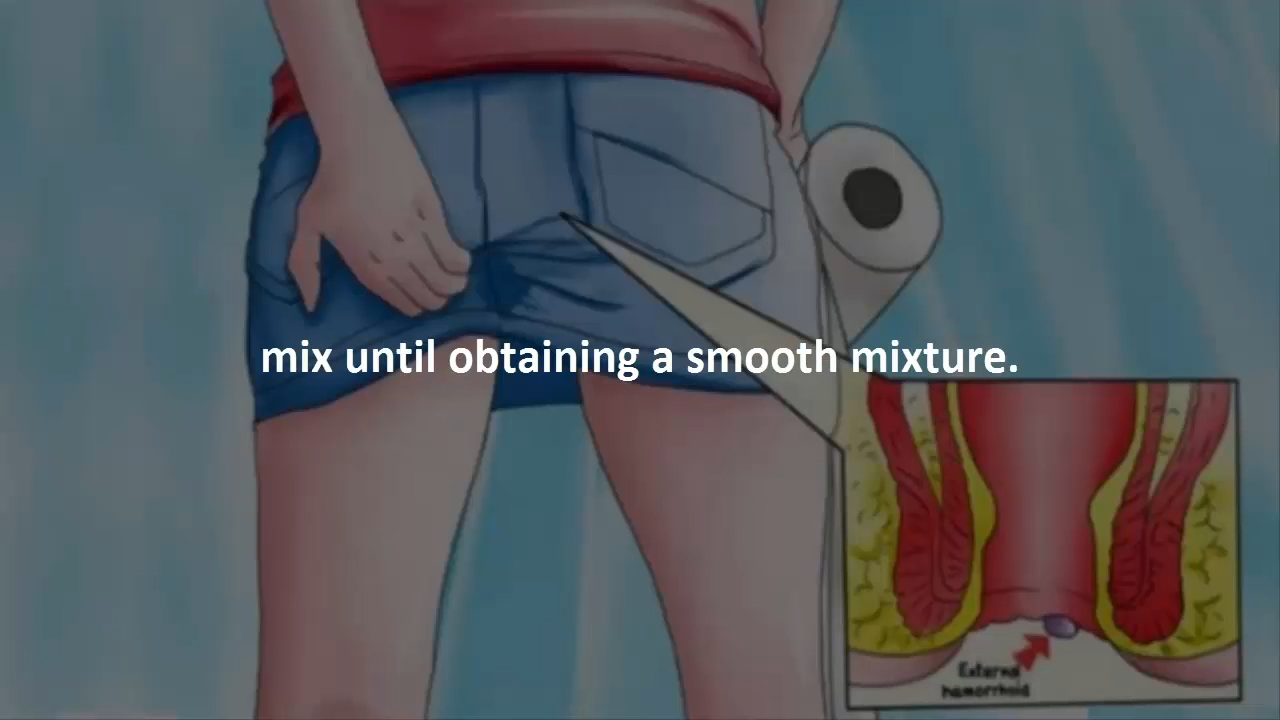 mix until obtaining a smooth mixture.
External
hemorrhoid